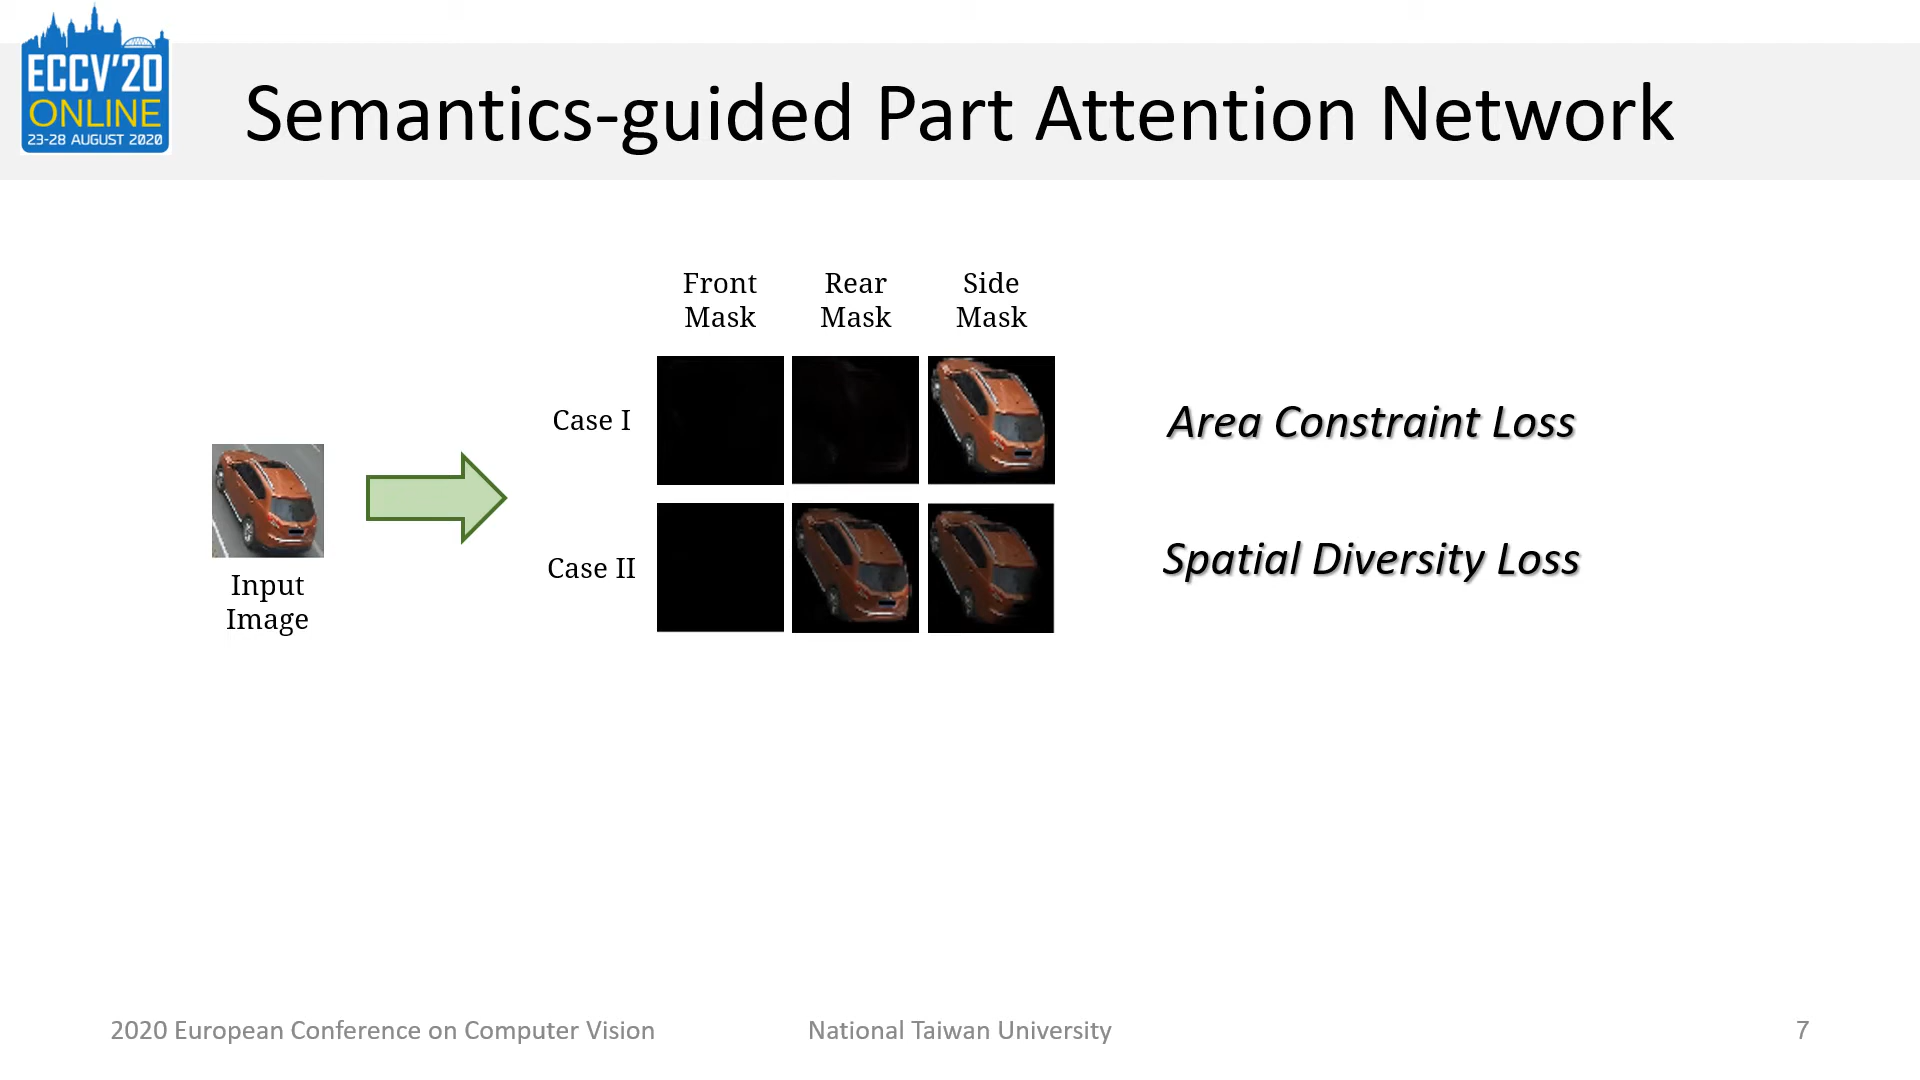 ECCV'20
ONLINE
23-28 AUGUST 2020
Semantics-guided Part Attention Network
Front
Mask
Rear
Mask
Side
Mask
Case I
Area Constraint Loss
Input
Image
Case II
Spatial Diversity Loss
2020 European Conference on Computer Vision
National Taiwan University
7